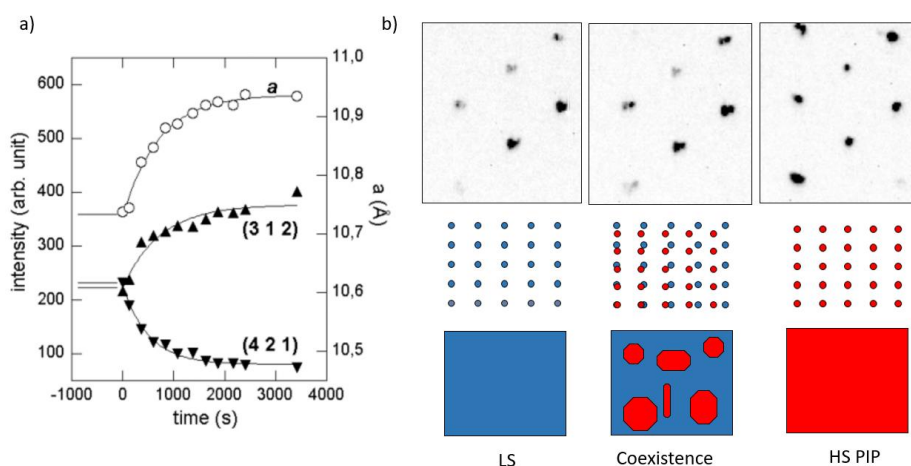 a)
b)
11,0
600
a
500
10,9
intensity (arb. unit)
400
10,8
a (Å)
300
(3 1 2)
10,7
200
10,6
(4 2 1)
100
10,5
-1000
0
1000
2000
3000
4000
time (s)
LS
Coexistence
HS PIP